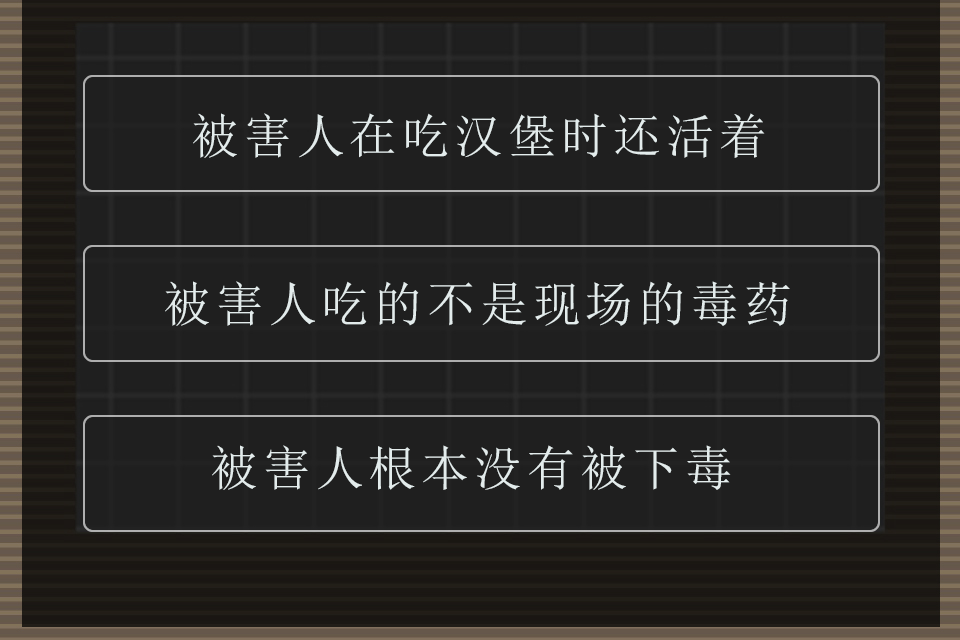 被害人在吃汉堡时还活着
被害人吃的不是现场的毒药
被害人根本没有被下毒